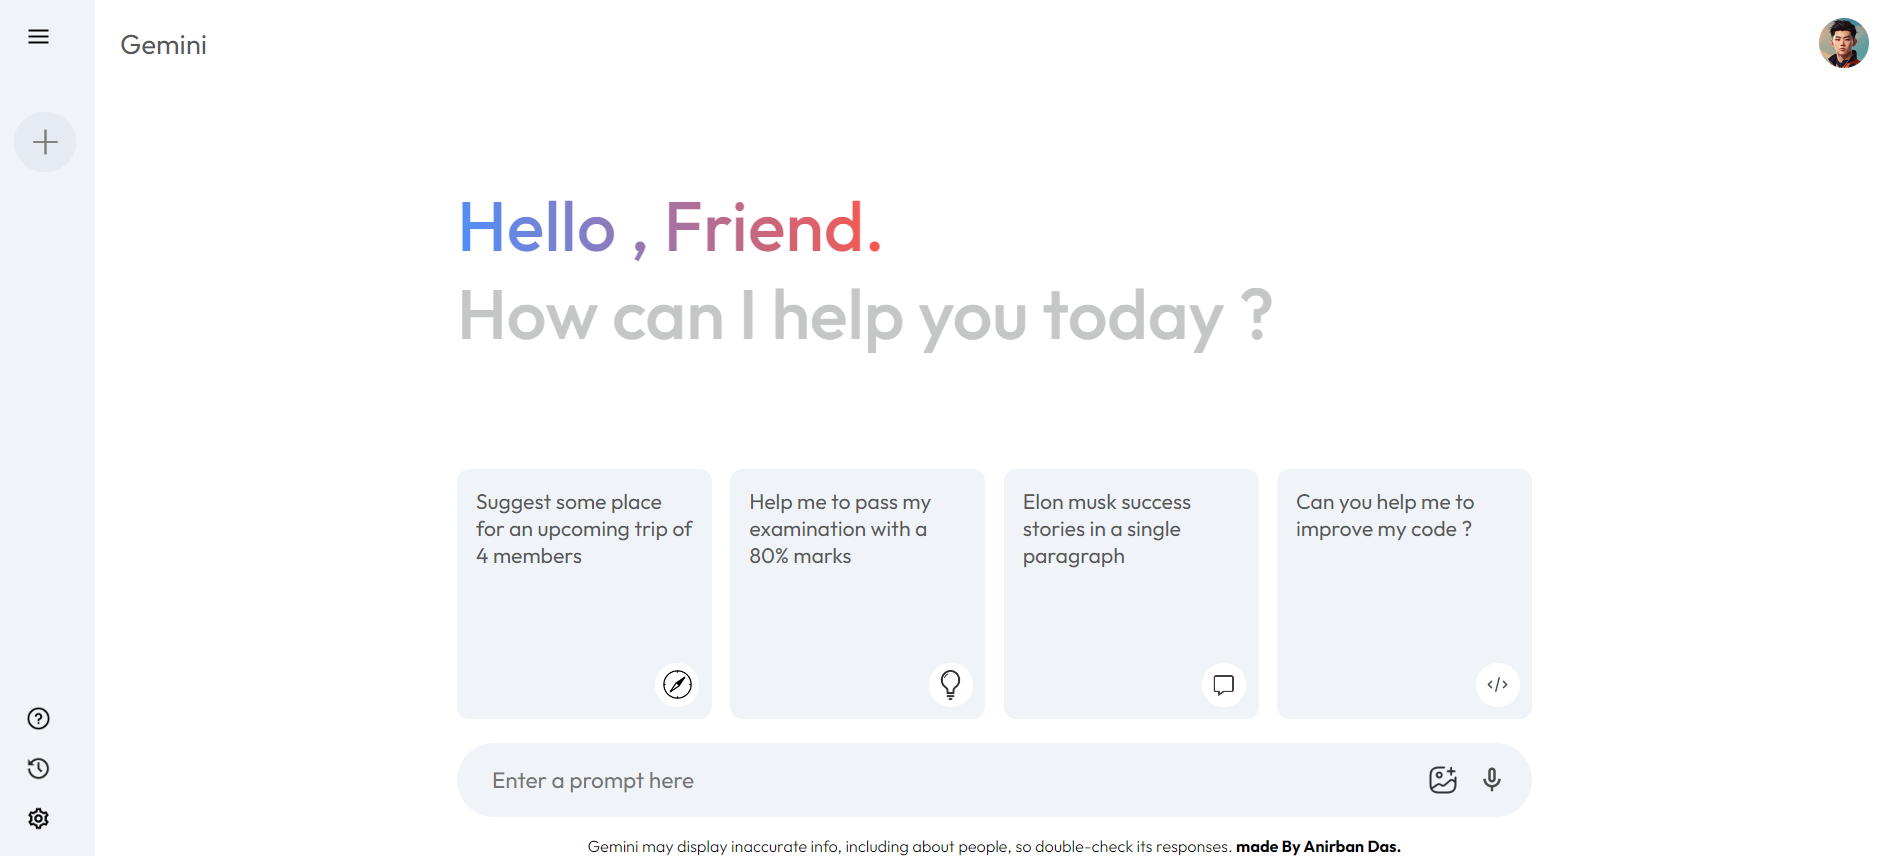 Gemini
Hello , Friend.
How can I help you today ?
Suggest some place
for an upcoming trip of
4 members
Help me to pass my
examination with a
80% marks
Elon musk success
stories in a single
paragraph
Can you help me to
improve my code ?
Enter a prompt here
Gemini may display inaccurate info, including about people, so double-check its responses. made By Anirban Das.